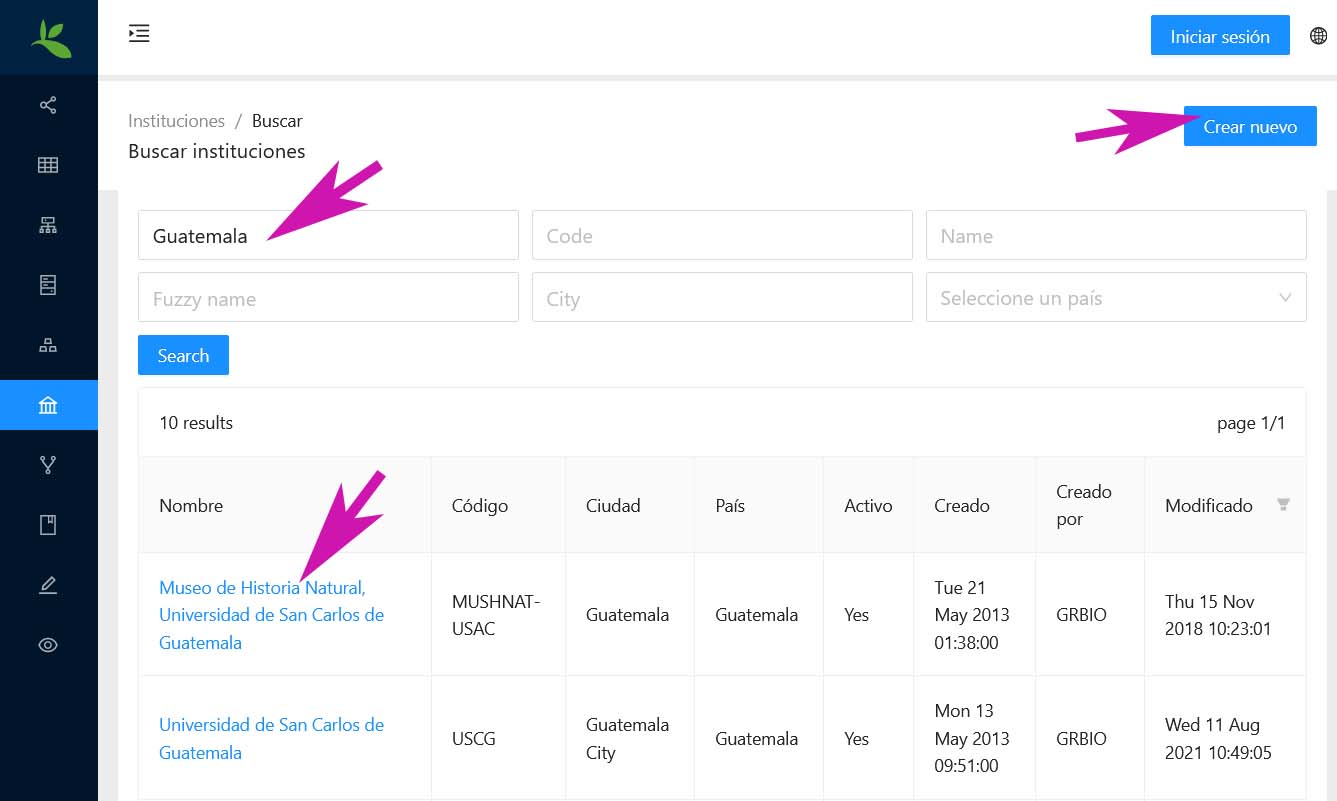 Iniciar sesión
Instituciones / Buscar
Buscar instituciones
Crear nuevo
Guatemala
Code
Name
Fuzzy name
City
Seleccione un país
Search
10 results
page 1/1
Nombre
Código
Ciudad
País
Activo
Creado
Creado
por
Modificado
Museo de Historia Natural,
Universidad de San Carlos de
Guatemala
MUSHNAT-
USAC
Guatemala
Guatemala
Yes
Tue 21
May 2013
01:38:00
GRBIO
Thu 15 Nov
2018 10:23:01
Universidad de San Carlos de
Guatemala
USCG
Guatemala
City
Guatemala
Yes
Mon 13
May 2013
09:51:00
GRBIO
Wed 11 Aug
2021 10:49:05